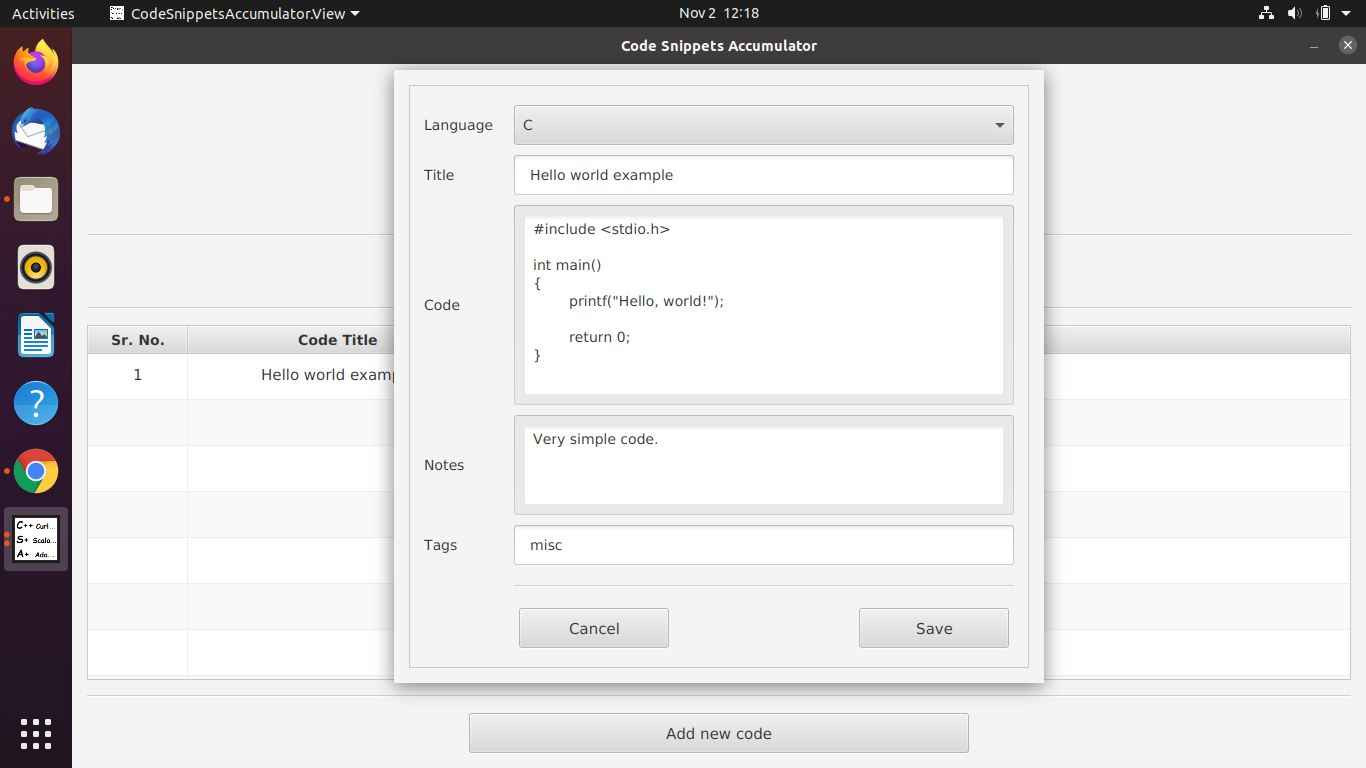 Activities
CodeSnippetsAccumulator.View
Nov 2 12:18
Code Snippets Accumulator
Language
C
Title
Hello world example
Code
#include <stdio.h>
int main()
{
printf("Hello, world!");
return 0;
}
Notes
Very simple code.
Tags
misc
Cancel
Save
Sr. No.
Code Title
1
Hello world examp
C++ Curl...
S+ Scala...
A+ Ada...
Add new code